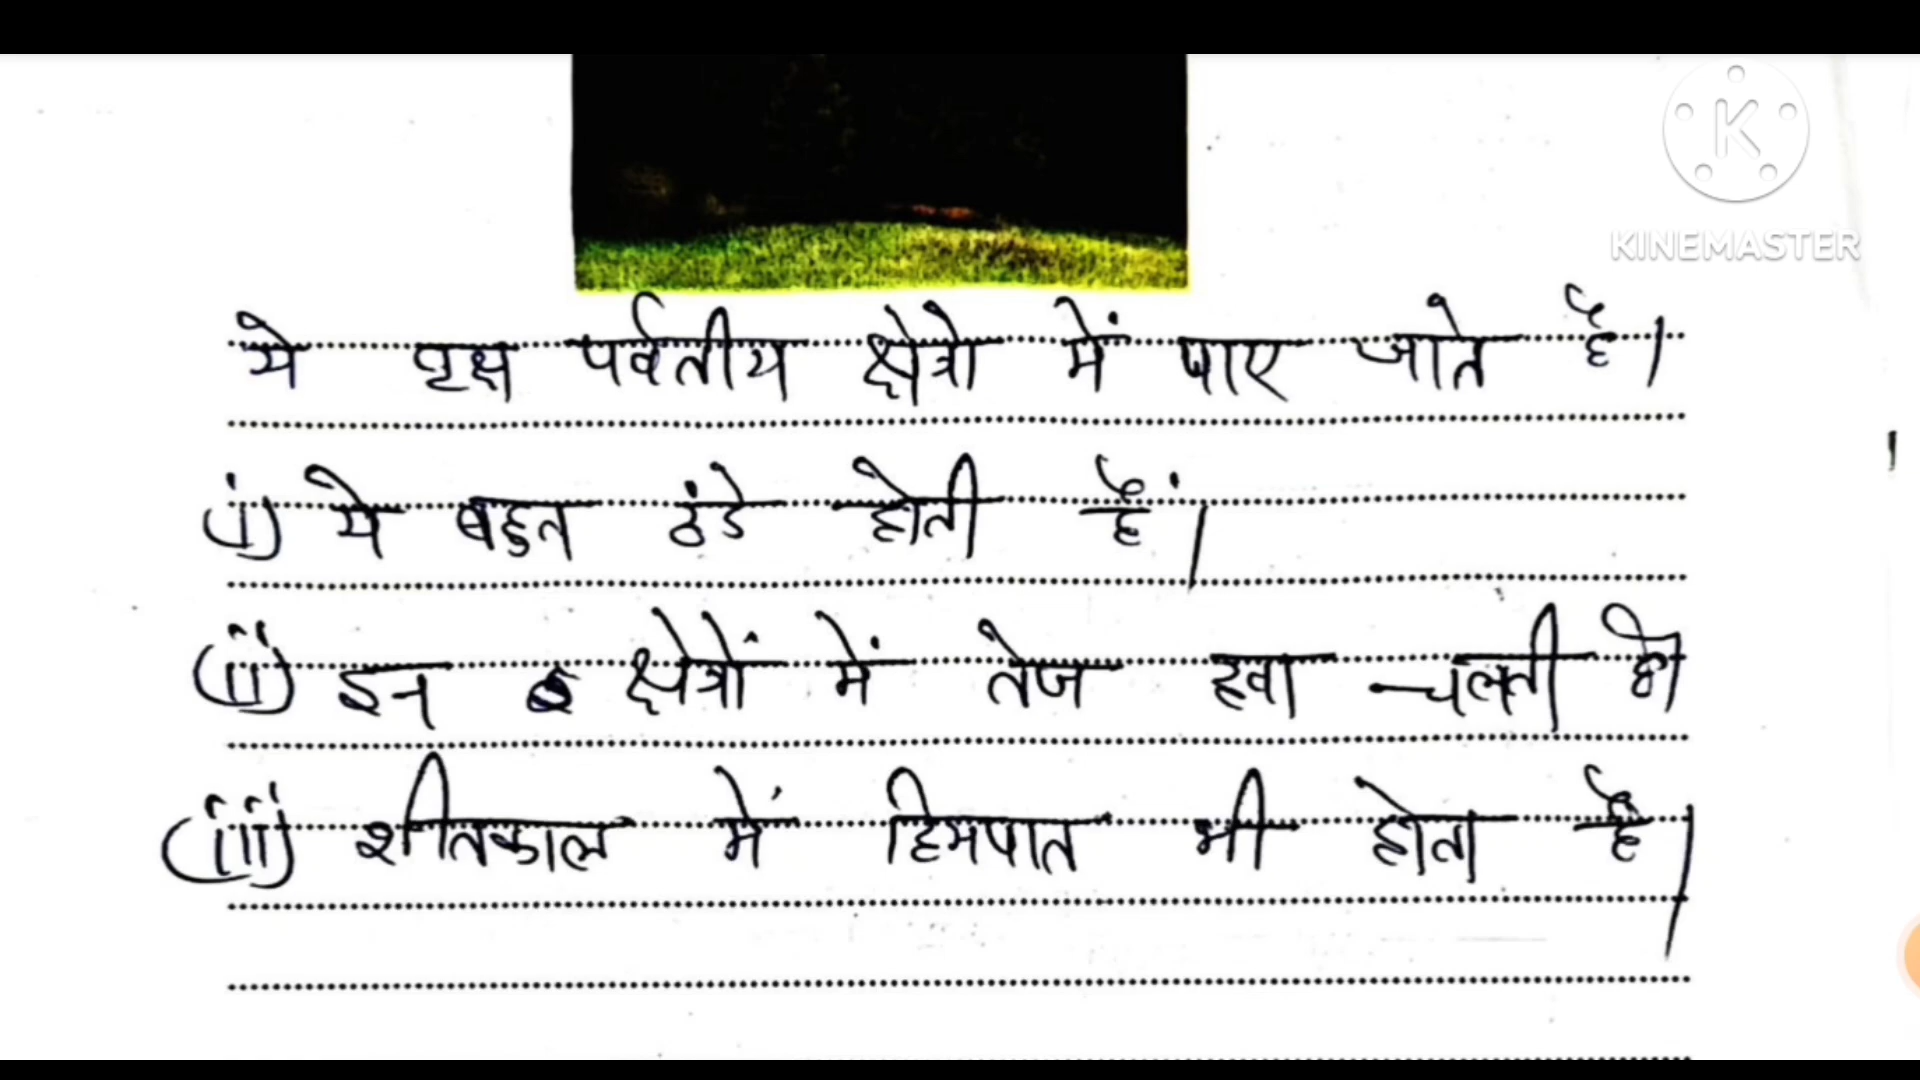 KINEMASTER
ये वृक्ष पर्वतीय क्षेत्रो में पाए जाते है।
(i) ये बहुत ठंडे होती हैं।
(ii) इन क्षेत्रों में तेज हवा चलती है।
(iii) शीतकाल में हिमपात भी होता है।